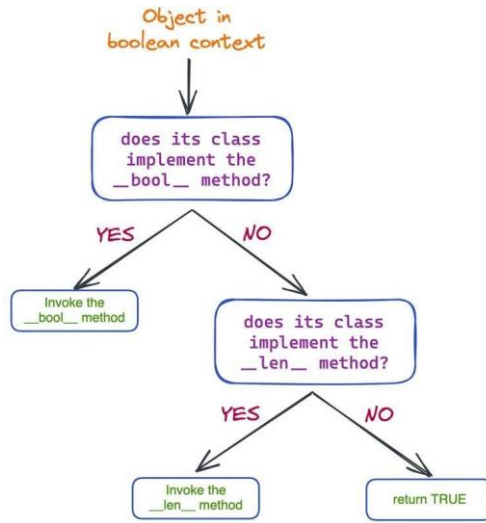 Object in
boolean context
does its class
implement the
__bool__ method?
YES
NO
Invoke the
__bool__ method
does its class
implement the
__len__ method?
YES
NO
Invoke the
__len__ method
return TRUE